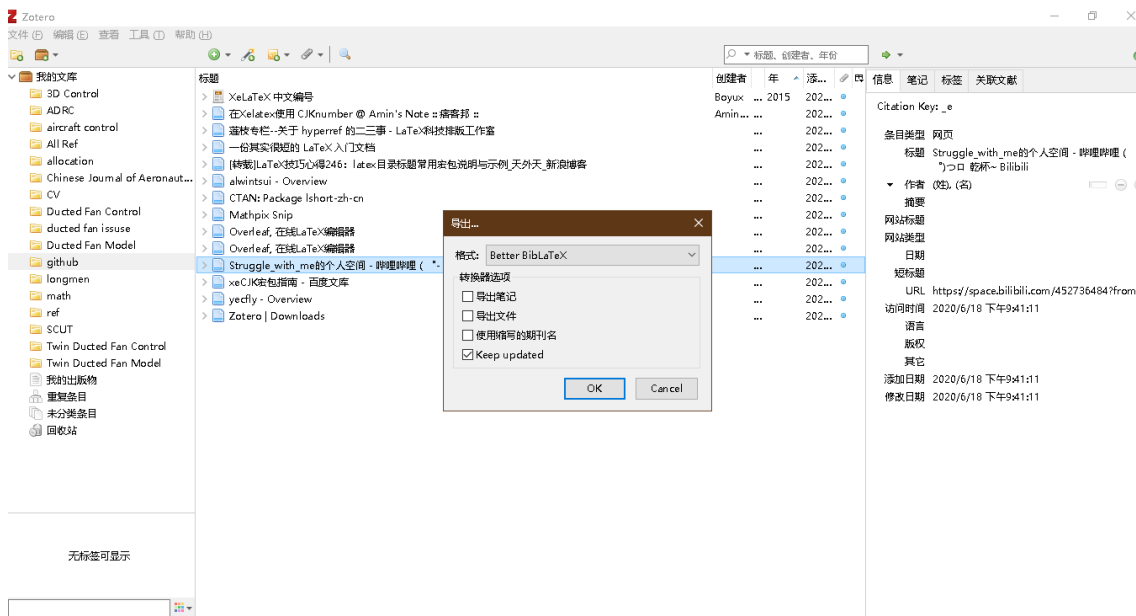 Zotero
文件(F) 编辑(E) 查看 工具(T) 帮助(H)
标题、创建者、年份
我的文库
3D Control
ADRC
aircraft control
All Ref
allocation
Chinese Journal of Aeronaut...
CV
Ducted Fan Control
ducted fan issuse
Ducted Fan Model
github
longmen
math
ref
SCUT
Twin Ducted Fan Control
Twin Ducted Fan Model
我的出版物
重复条目
未分类条目
回收站
无标签可显示
标题 创建者 年 添...
XeLaTeX 中文编号 Boyux ... 2015 202...
在Xelatex使用 CJKnumber @ Amin's Note :: 痞客邦 :: Amin... ... 202...
莲枝专栏--关于 hyperref 的二三事 - LaTeX科技排版工作室 ... 202...
一份其实很短的 LaTeX 入门文档 ... 202...
[转载]LaTeX技巧心得246：latex目录标题常用宏包说明与示例_天外天_新浪博客 ... 202...
alwintsui - Overview ... 202...
CTAN: Package lshort-zh-cn ... 202...
Mathpix Snip ... 202...
Overleaf, 在线LaTeX编辑器 ... 202...
Overleaf, 在线LaTeX编辑器 ... 202...
Struggle_with_me的个人空间 - 哔哩哔哩 ( ゜- ... 202...
xeCJK宏包指南 - 百度文库 ... 202...
yecfly - Overview ... 202...
Zotero | Downloads ... 202...
导出...
格式: Better BibLaTeX
转换器选项
导出笔记
导出文件
使用缩写的期刊名
Keep updated
OK Cancel
信息 笔记 标签 关联文献
Citation Key: _e
条目类型 网页
标题 Struggle_with_me的个人空间 - 哔哩哔哩 (
゜)つロ 乾杯~ Bilibili
作者 (姓), (名)
摘要
网站标题
网站类型
日期
短标题
URL https://space.bilibili.com/452736484?from
访问时间 2020/6/18 下午9:41:11
语言
版权
其它
添加日期 2020/6/18 下午9:41:11
修改日期 2020/6/18 下午9:41:11